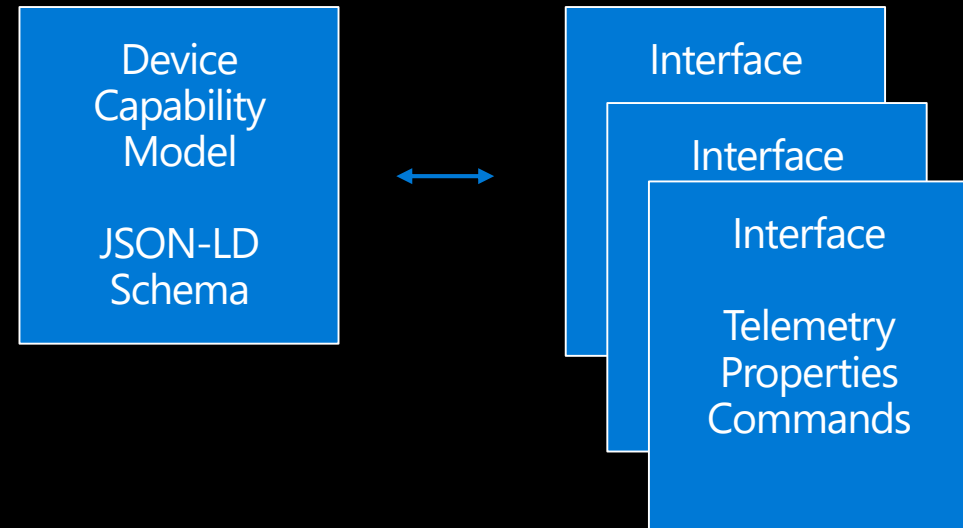 Device
Capability
Model
JSON-LD
Schema
Interface
Interface
Interface
Telemetry
Properties
Commands